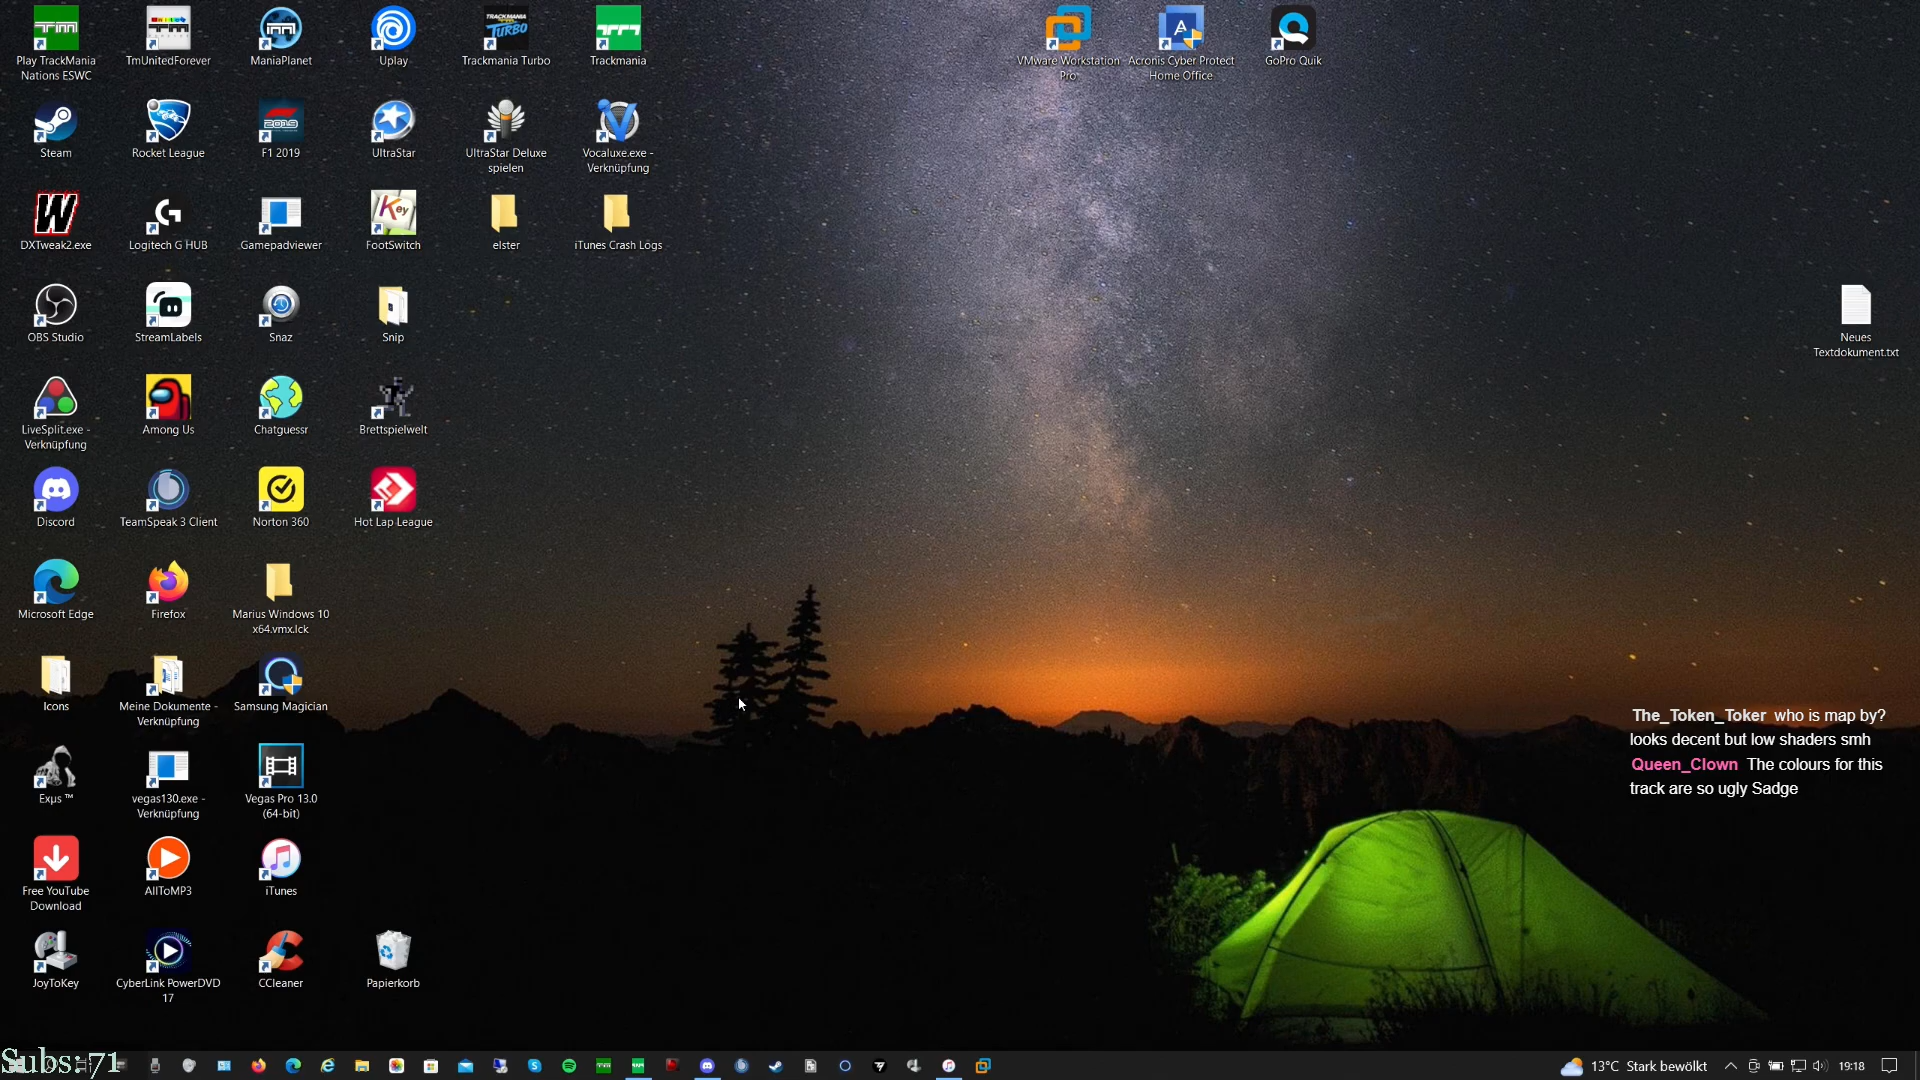 Play TrackMania
Nations ESWC
TmUnitedForever
ManiaPlanet
Uplay
TRACKMANIA
TURBO
Trackmania Turbo
Trackmania
VMware Workstation
Pro
Acronis Cyber Protect
Home Office
GoPro Quik
Steam
Rocket League
2019
F1 2019
UltraStar
UltraStar Deluxe
spielen
Vocaluxe.exe -
Verknüpfung
DXTweak2.exe
Logitech G HUB
Gamepadviewer
Key
FootSwitch
elster
iTunes Crash Logs
OBS Studio
StreamLabels
Snaz
Snip
Neues
Textdokument.txt
LiveSplit.exe -
Verknüpfung
Among Us
Chatguessr
Brettspielwelt
Discord
TeamSpeak 3 Client
Norton 360
Hot Lap League
Microsoft Edge
Firefox
Marius Windows 10
x64.vmx.lck
Icons
Meine Dokumente -
Verknüpfung
Samsung Magician
The_Token_Toker who is map by?
looks decent but low shaders smh
Queen_Clown The colours for this
track are so ugly Sadge
Exµs ™
vegas130.exe -
Verknüpfung
Vegas Pro 13.0
(64-bit)
Free YouTube
Download
AllToMP3
iTunes
JoyToKey
CyberLink PowerDVD
17
CCleaner
Papierkorb
Subs:71
13°C Stark bewölkt
19:18